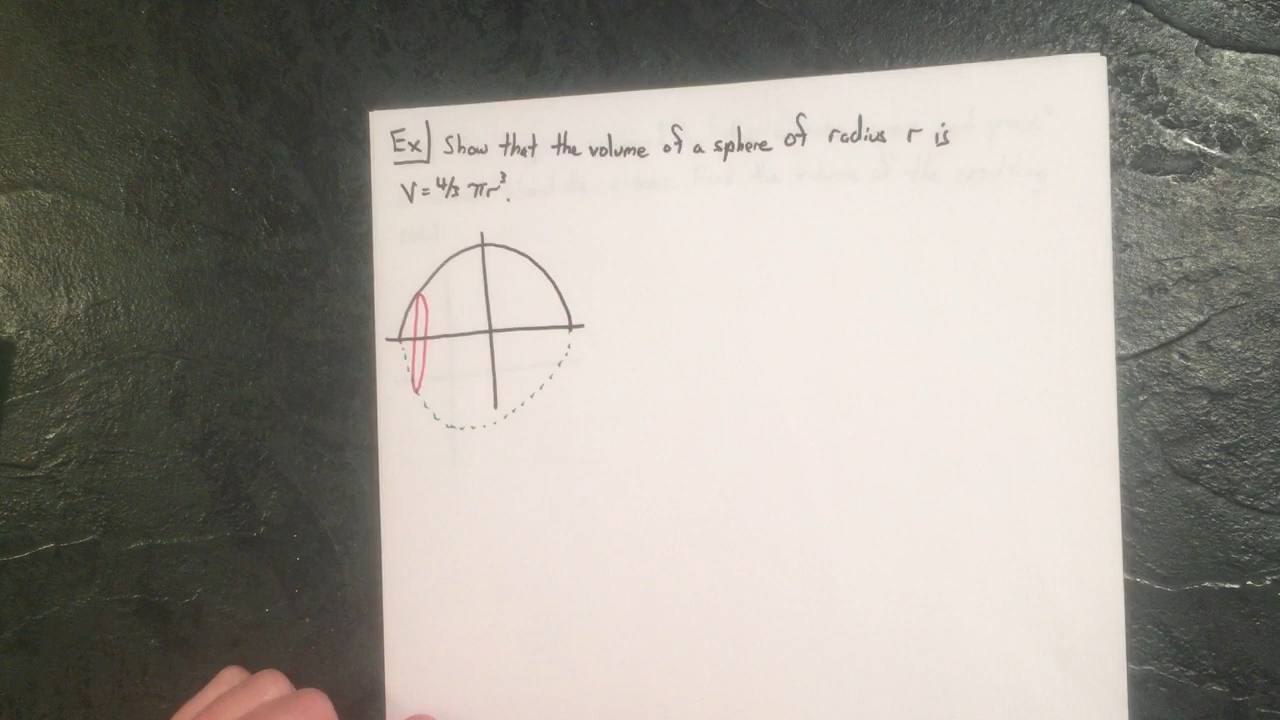 Ex] Show that the volume of a sphere of radius r is
V = 4/3 πr³.